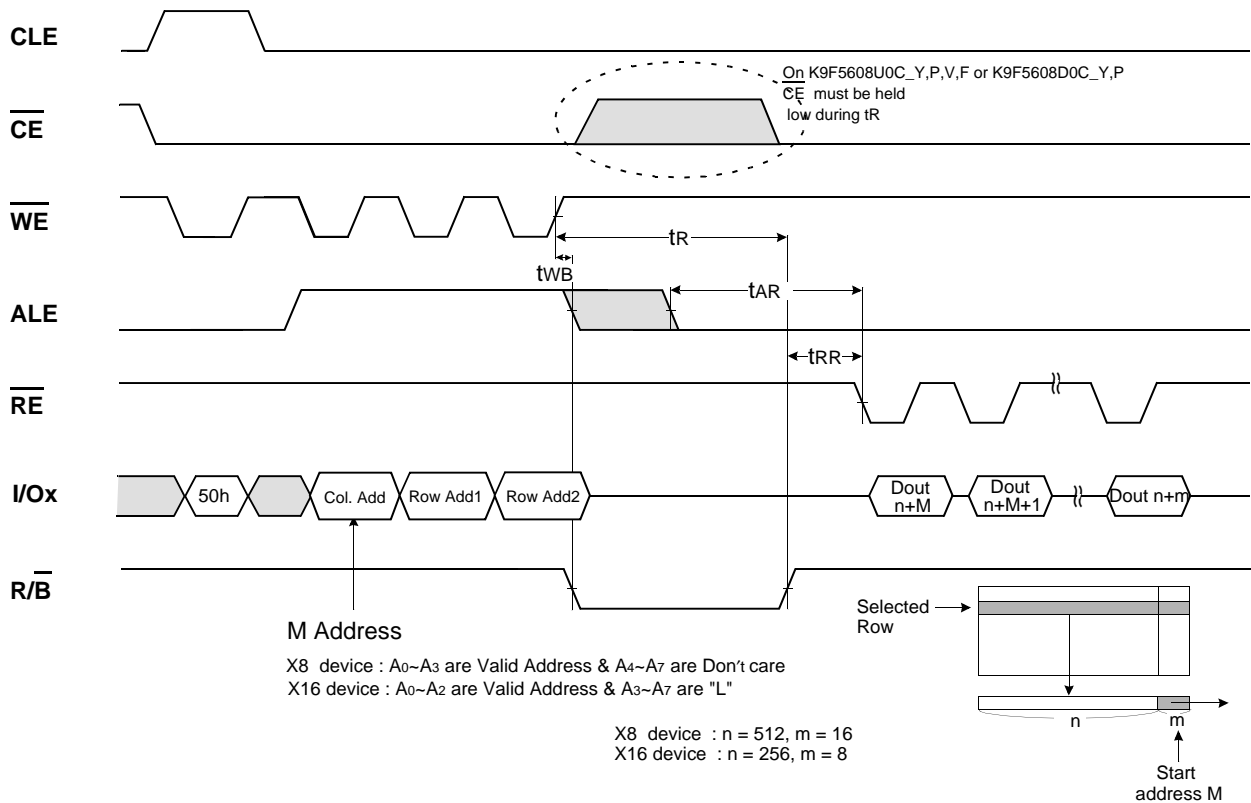 CLE
On K9F5608U0C_Y,P,V,F or K9F5608D0C_Y,P
CE must be held
low during tR
CE
WE
tR
tWB
tAR
ALE
tRR
RE
I/Ox
50h
Col. Add
Row Add1
Row Add2
Dout
n+M
Dout
n+M+1
Dout n+m
R/B
M Address
X8 device : A0~A3 are Valid Address & A4~A7 are Don't care
X16 device : A0~A2 are Valid Address & A3~A7 are "L"
Selected
Row
n
m
X8 device : n = 512, m = 16
X16 device : n = 256, m = 8
Start
address M